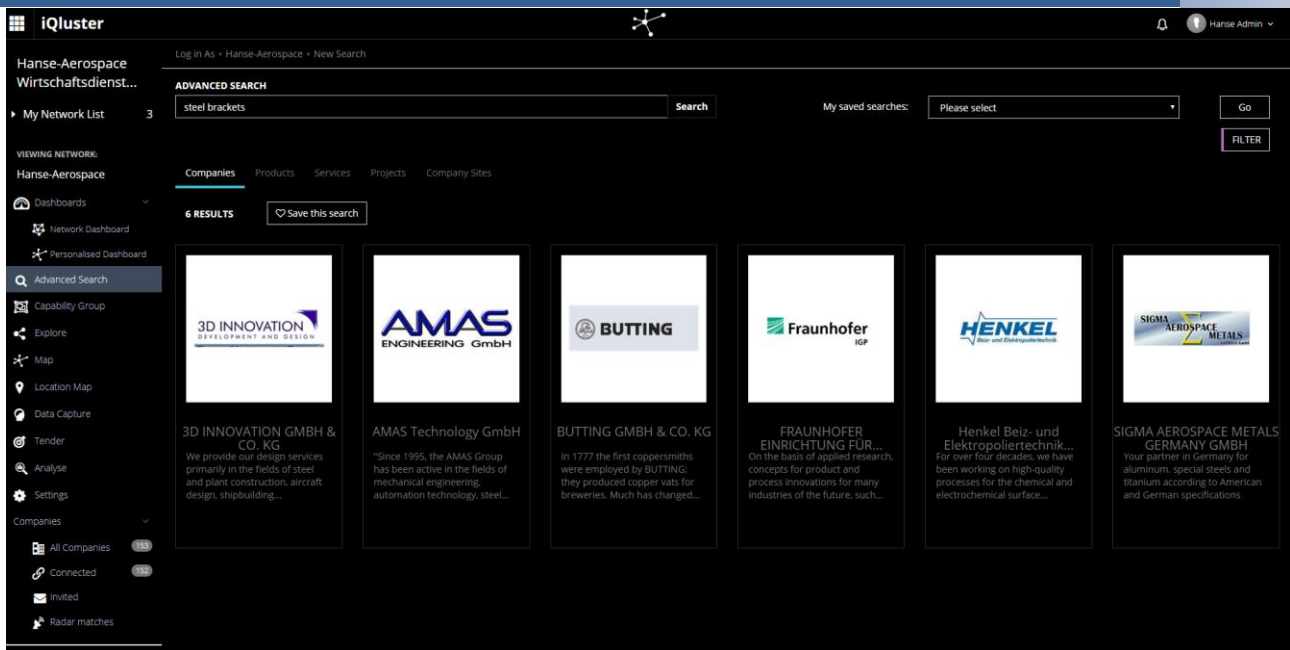 iQluster
Hanse Admin
Hanse-Aerospace
Wirtschaftsdienst...
My Network List 3
VIEWING NETWORK:
Hanse-Aerospace
Dashboards
Network Dashboard
Personalised Dashboard
Advanced Search
Capability Group
Explore
Map
Location Map
Data Capture
Tender
Analyse
Settings
Companies
All Companies 153
Connected 152
Invited
Radar matches
Log in As • Hanse-Aerospace • New Search
ADVANCED SEARCH
steel brackets Search
My saved searches: Please select Go
FILTER
Companies Products Services Projects Company Sites
6 RESULTS Save this search
3D INNOVATION
DEVELOPMENT AND DESIGN
3D INNOVATION GMBH &
CO. KG
We provide our design services
primarily in the fields of steel
and plant construction, aircraft
design, shipbuilding...
AMAS
ENGINEERING GmbH
AMAS Technology GmbH
"Since 1995, the AMAS Group
has been active in the fields of
mechanical engineering,
automation technology, steel...
BUTTING
BUTTING GMBH & CO. KG
In 1777 the first coppersmiths
were employed by BUTTING:
they produced copper vats for
breweries. Much has changed...
Fraunhofer
IGP
FRAUNHOFER
EINRICHTUNG FÜR...
On the basis of applied research,
concepts for product and
process innovations for many
industries of the future, such...
HENKEL
Beiz- und Elektropoliertechnik
Henkel Beiz- und
Elektropoliertechnik...
For over four decades, we have
been working on high-quality
processes for the chemical and
electrochemical surface...
SIGMA
AEROSPACE
METALS
SIGMA AEROSPACE METALS
GERMANY GMBH
Your partner in Germany for
aluminum, special steels and
titanium according to American
and German specifications